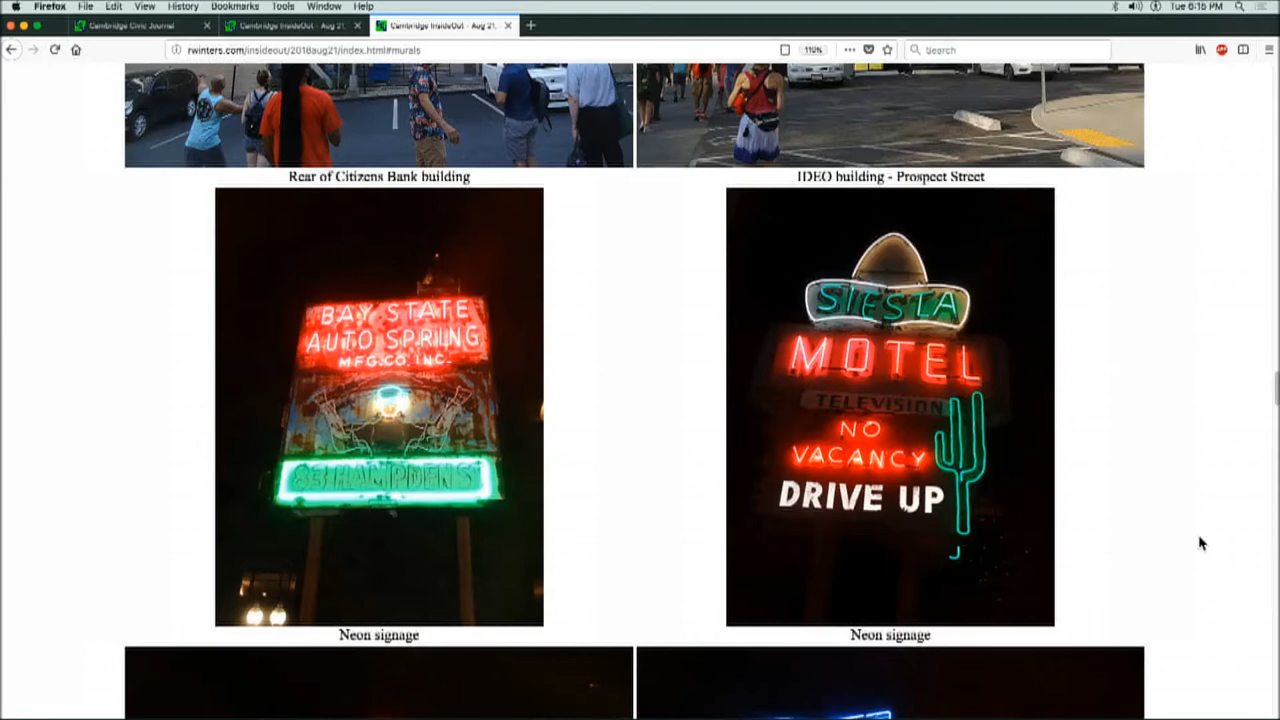 Firefox File Edit View History Bookmarks Tools Window Help Tue 6:15 PM
Cambridge Civic Journal Cambridge InsideOut - Aug 21, Cambridge InsideOut - Aug 21,
rwinters.com/insideout/2018aug21/index.html#murals 110% Search
Rear of Citizens Bank building IDEO building - Prospect Street
BAY STATE
AUTO SPRING
MFG.CO. INC.
83 HAMPDEN ST
SIESTA
MOTEL
TELEVISION
NO
VACANCY
DRIVE UP
Neon signage Neon signage